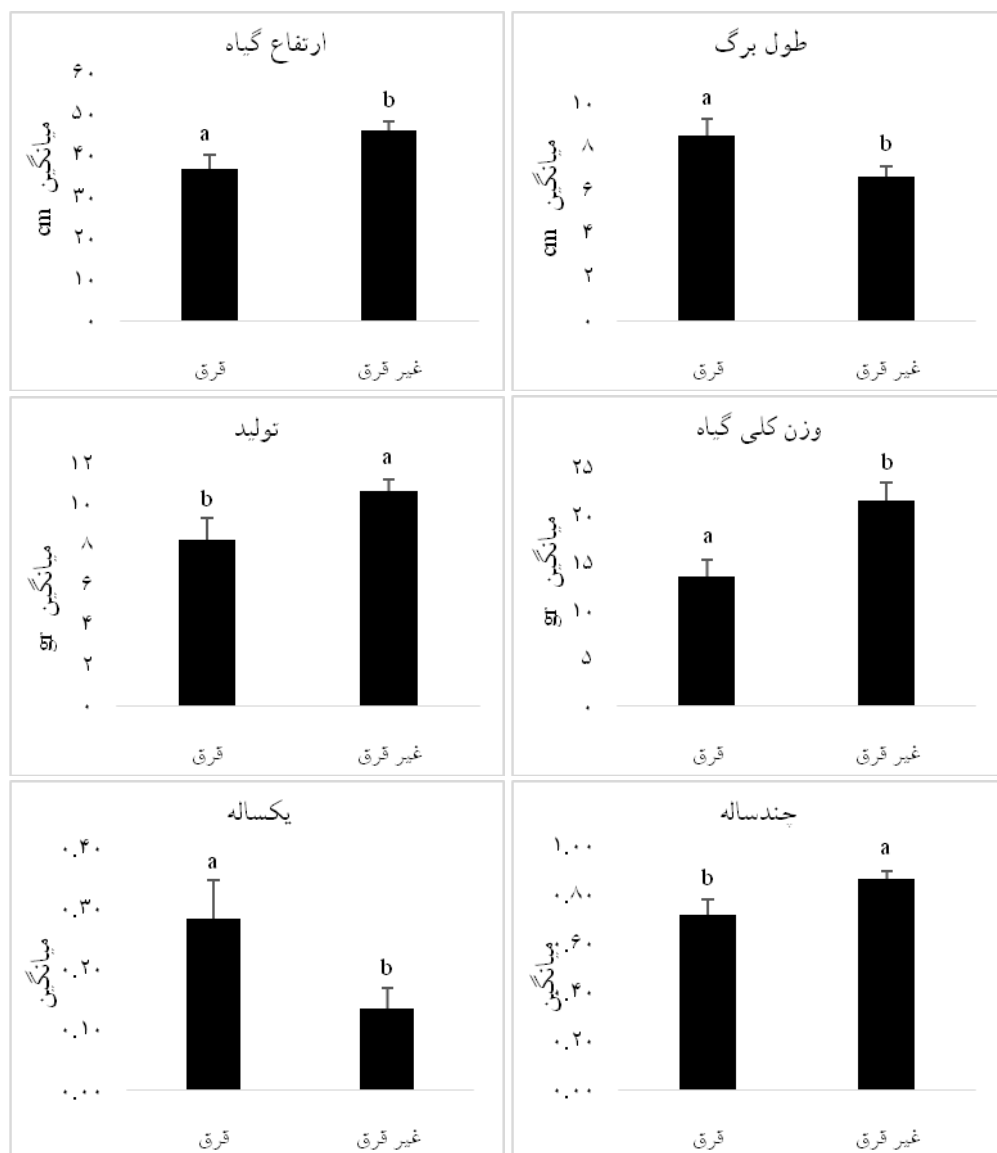 ارتفاع گیاه
میانگین cm
۶۰
۵۰
۴۰
۳۰
۲۰
۱۰
۰
a
b
قرق
غیر قرق
طول برگ
میانگین cm
۱۰
۸
۶
۴
۲
۰
a
b
قرق
غیر قرق
تولید
میانگین gr
۱۲
۱۰
۸
۶
۴
۲
۰
b
a
قرق
غیر قرق
وزن کلی گیاه
میانگین gr
۲۵
۲۰
۱۵
۱۰
۵
۰
a
b
قرق
غیر قرق
یکساله
میانگین
۰.۴۰
۰.۳۰
۰.۲۰
۰.۱۰
۰.۰۰
a
b
قرق
غیر قرق
چندساله
میانگین
۱.۰۰
۰.۸۰
۰.۶۰
۰.۴۰
۰.۲۰
۰.۰۰
b
a
قرق
غیر قرق